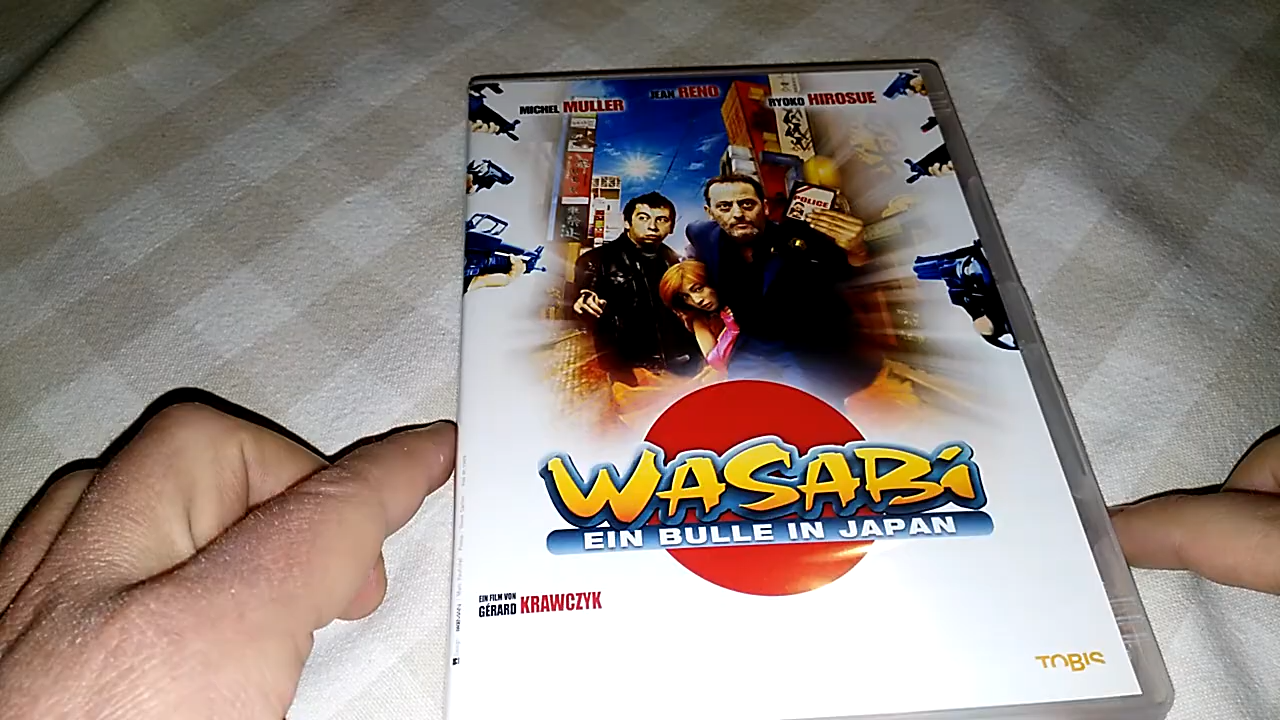 MICHEL MULLER
JEAN RENO
RYOKO HIROSUE
POLICE
WASABi
EIN BULLE IN JAPAN
EIN FILM VON
GÉRARD KRAWCZYK
TOBIS